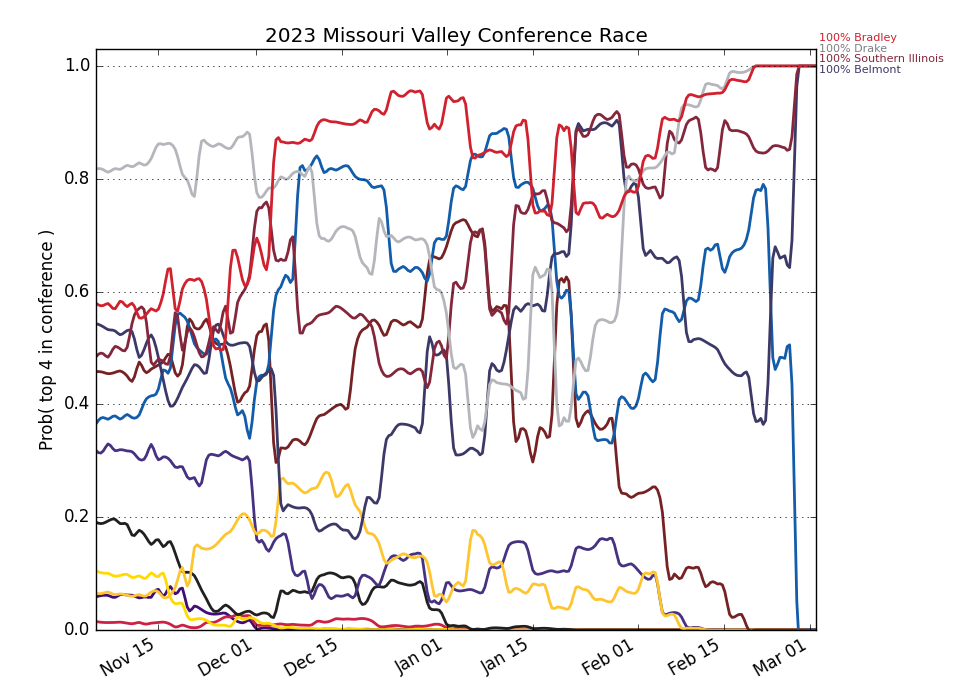 2023 Missouri Valley Conference Race
100% Bradley
100% Drake
100% Southern Illinois
100% Belmont
Prob( top 4 in conference )
1.0
0.8
0.6
0.4
0.2
0.0
Nov 15
Dec 01
Dec 15
Jan 01
Jan 15
Feb 01
Feb 15
Mar 01